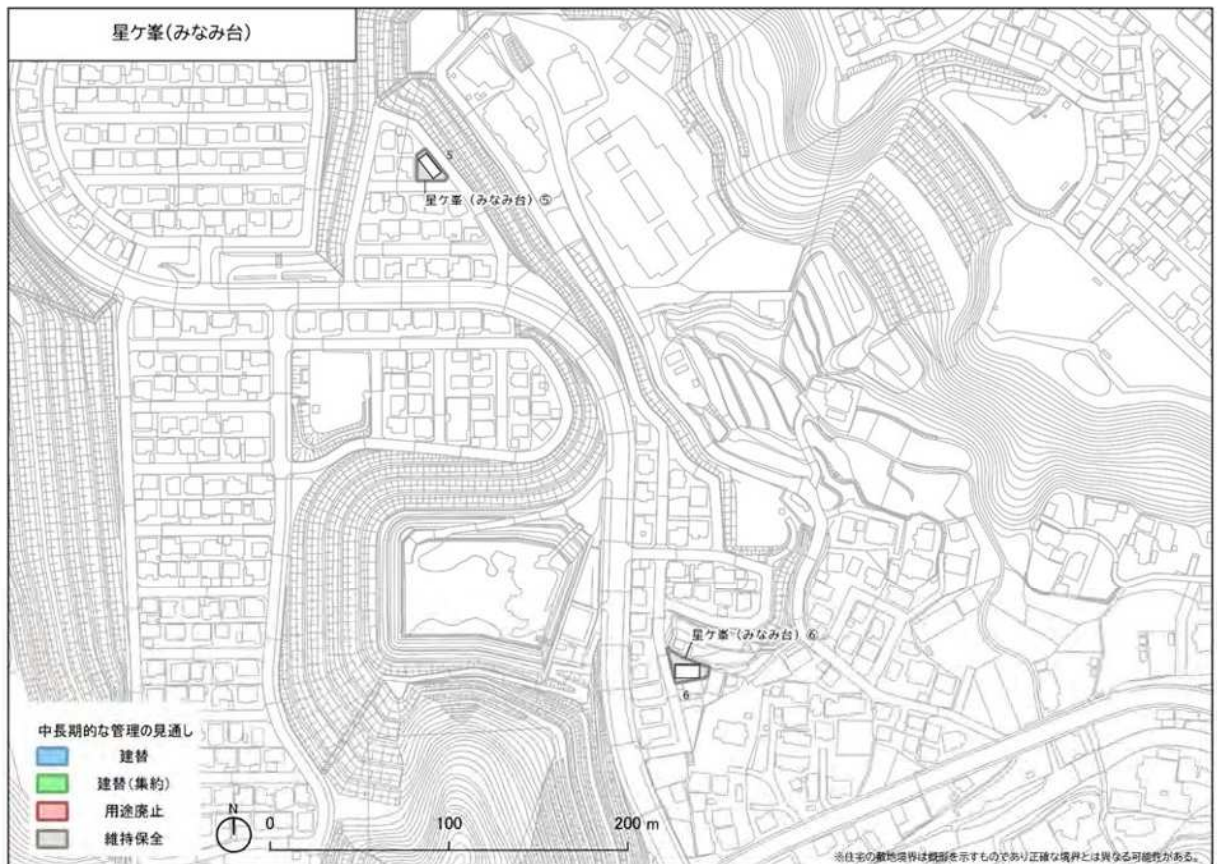 星ケ峯(みなみ台)
5
星ケ峯(みなみ台)⑤
星ケ峯(みなみ台)⑥
6
中長期的な管理の見通し
建替
建替(集約)
用途廃止
維持保全
N
0 100 200 m
※住宅の敷地境界は概形を示すものであり正確な境界とは異なる可能性がある。